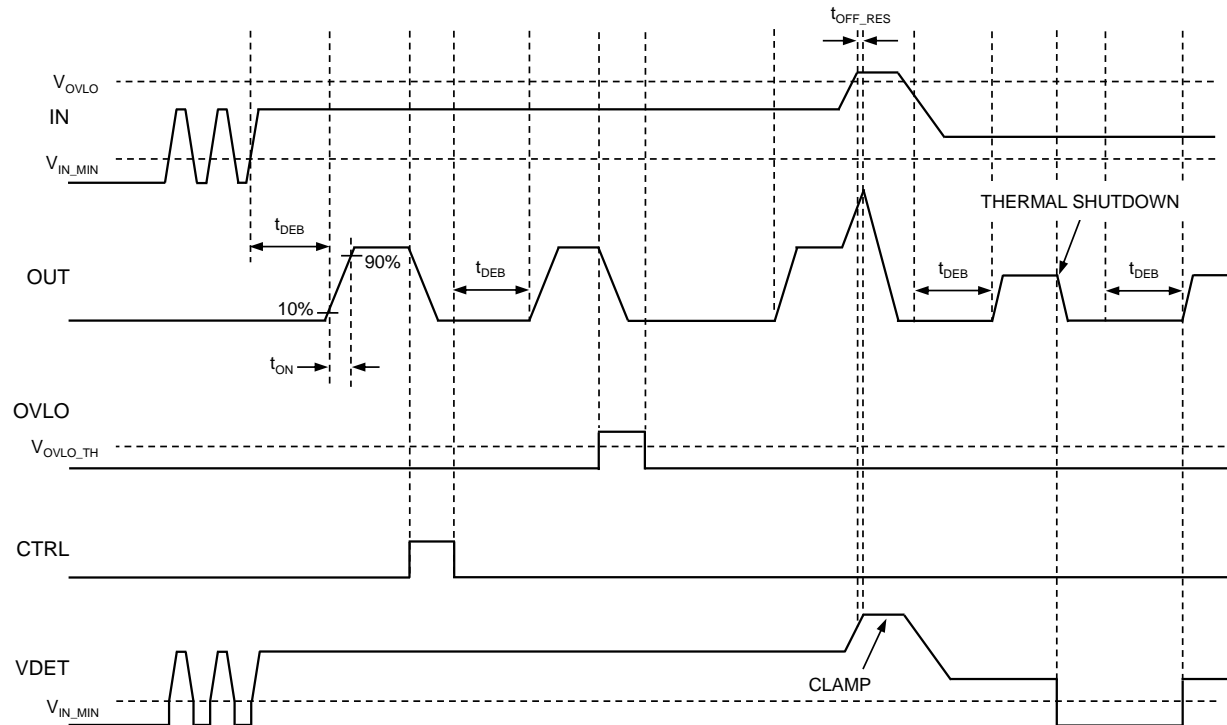 tOFF_RES
VOVLO
IN
VIN_MIN
THERMAL SHUTDOWN
tDEB
90%
tDEB
tDEB
tDEB
OUT
10%
tON
OVLO
VOVLO_TH
CTRL
VDET
CLAMP
VIN_MIN